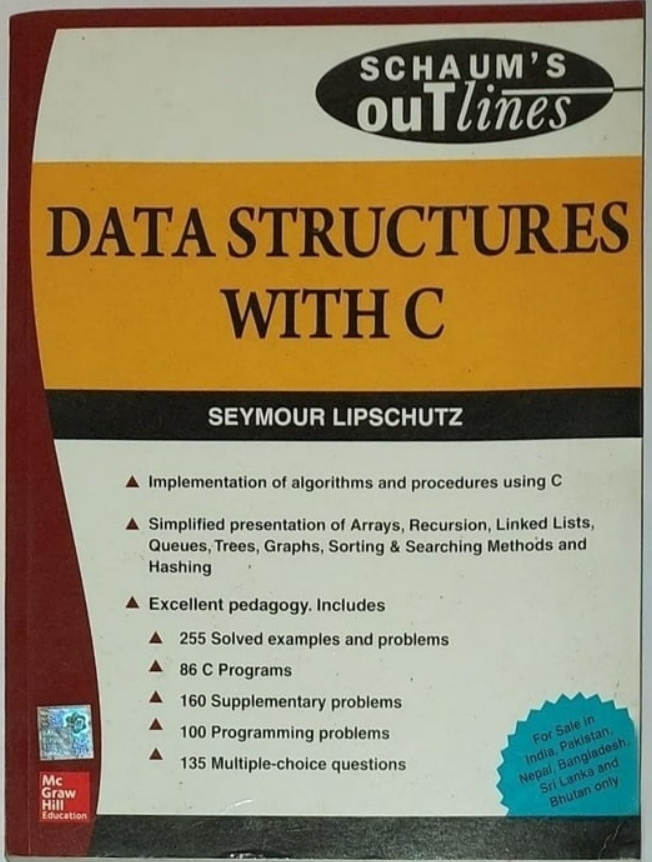 SCHAUM'S
ouTlines
DATA STRUCTURES
WITH C
SEYMOUR LIPSCHUTZ
Implementation of algorithms and procedures using C
Simplified presentation of Arrays, Recursion, Linked Lists,
Queues, Trees, Graphs, Sorting & Searching Methods and
Hashing
Excellent pedagogy. Includes
255 Solved examples and problems
86 C Programs
160 Supplementary problems
100 Programming problems
135 Multiple-choice questions
For Sale in
India, Pakistan,
Nepal, Bangladesh,
Sri Lanka and
Bhutan only
Mc
Graw
Hill
Education